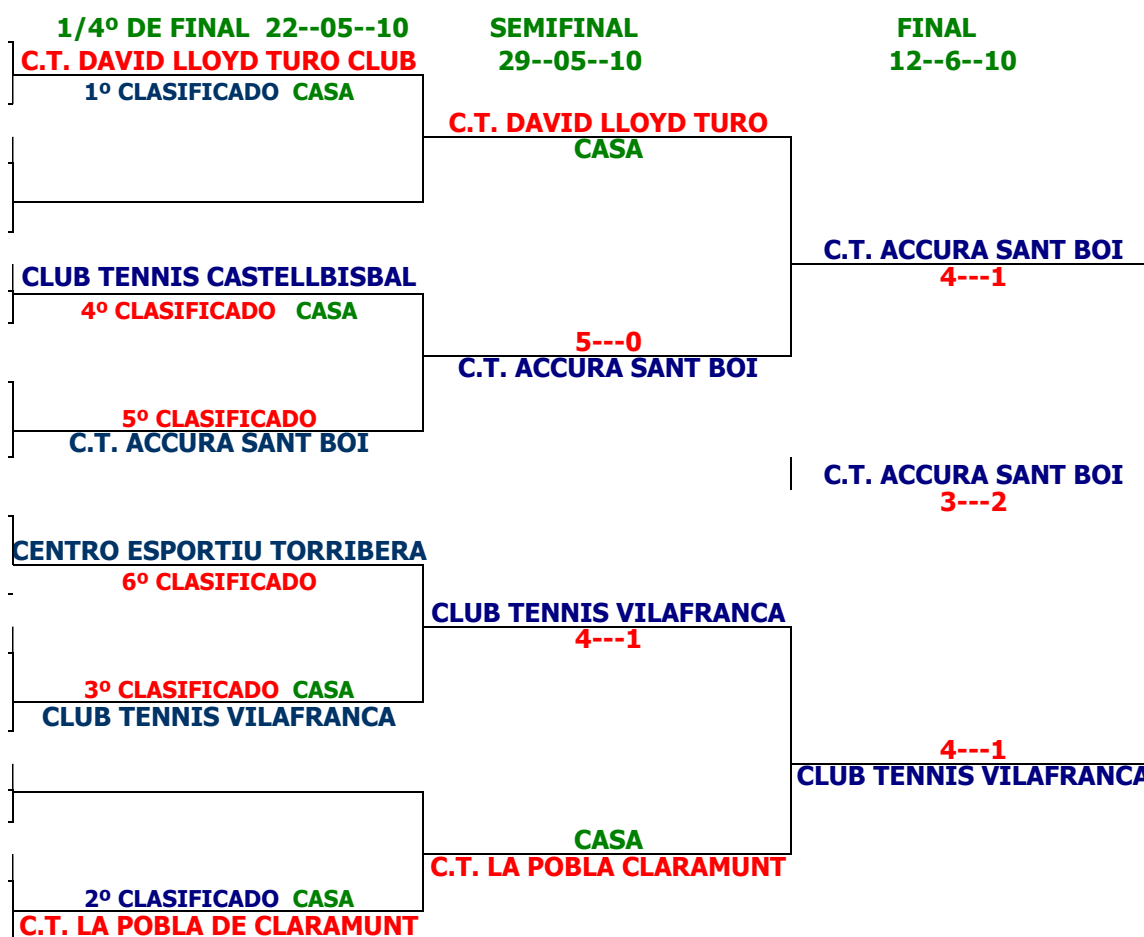 1/4º DE FINAL 22--05--10
SEMIFINAL
FINAL
C.T. DAVID LLOYD TURO CLUB
29--05--10
12--6--10
1º CLASIFICADO CASA
C.T. DAVID LLOYD TURO
CASA
C.T. ACCURA SANT BOI
4---1
CLUB TENNIS CASTELLBISBAL
4º CLASIFICADO CASA
5---0
C.T. ACCURA SANT BOI
5º CLASIFICADO
C.T. ACCURA SANT BOI
C.T. ACCURA SANT BOI
3---2
CENTRO ESPORTIU TORRIBERA
6º CLASIFICADO
CLUB TENNIS VILAFRANCA
4---1
3º CLASIFICADO CASA
CLUB TENNIS VILAFRANCA
4---1
CLUB TENNIS VILAFRANCA
CASA
C.T. LA POBLA CLARAMUNT
2º CLASIFICADO CASA
C.T. LA POBLA DE CLARAMUNT